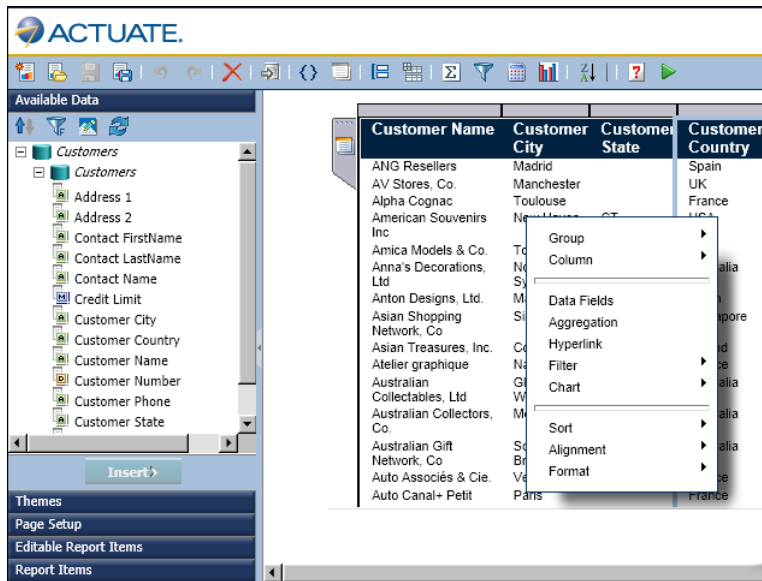 ACTUATE.
Available Data
Customers
Customers
Address 1
Address 2
Contact FirstName
Contact LastName
Contact Name
Credit Limit
Customer City
Customer Country
Customer Name
Customer Number
Customer Phone
Customer State
Insert
Themes
Page Setup
Editable Report Items
Report Items
Customer Name Customer City Customer State Customer Country
ANG Resellers Madrid Spain
AV Stores, Co. Manchester UK
Alpha Cognac Toulouse France
American Souvenirs Inc New Haven CT USA
Amica Models & Co.
Anna's Decorations, Ltd
Anton Designs, Ltd.
Asian Shopping Network, Co
Asian Treasures, Inc.
Atelier graphique
Australian Collectables, Ltd
Australian Collectors, Co.
Australian Gift Network, Co
Auto Associés & Cie.
Auto Canal+ Petit Paris France
Group
Column
Data Fields
Aggregation
Hyperlink
Filter
Chart
Sort
Alignment
Format